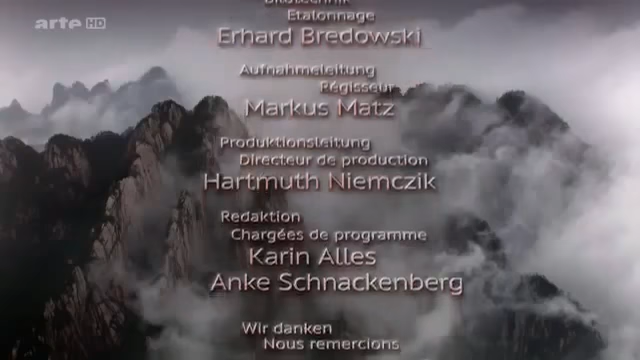 arte HD
Etalonnage
Erhard Bredowski
Aufnahmeleitung
Régisseur
Markus Matz
Produktionsleitung
Directeur de production
Hartmuth Niemczik
Redaktion
Chargées de programme
Karin Alles
Anke Schnackenberg
Wir danken
Nous remercions